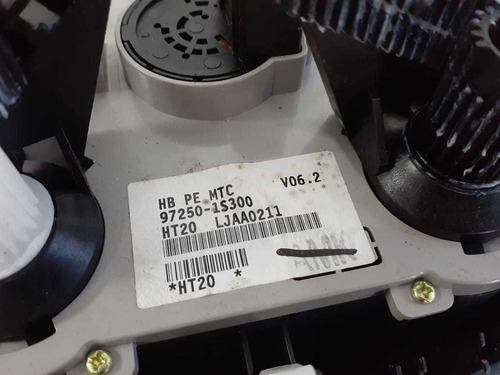 HB PE MTC V06.2
97250-1S300
HT20 LJAA0211
*HT20 *